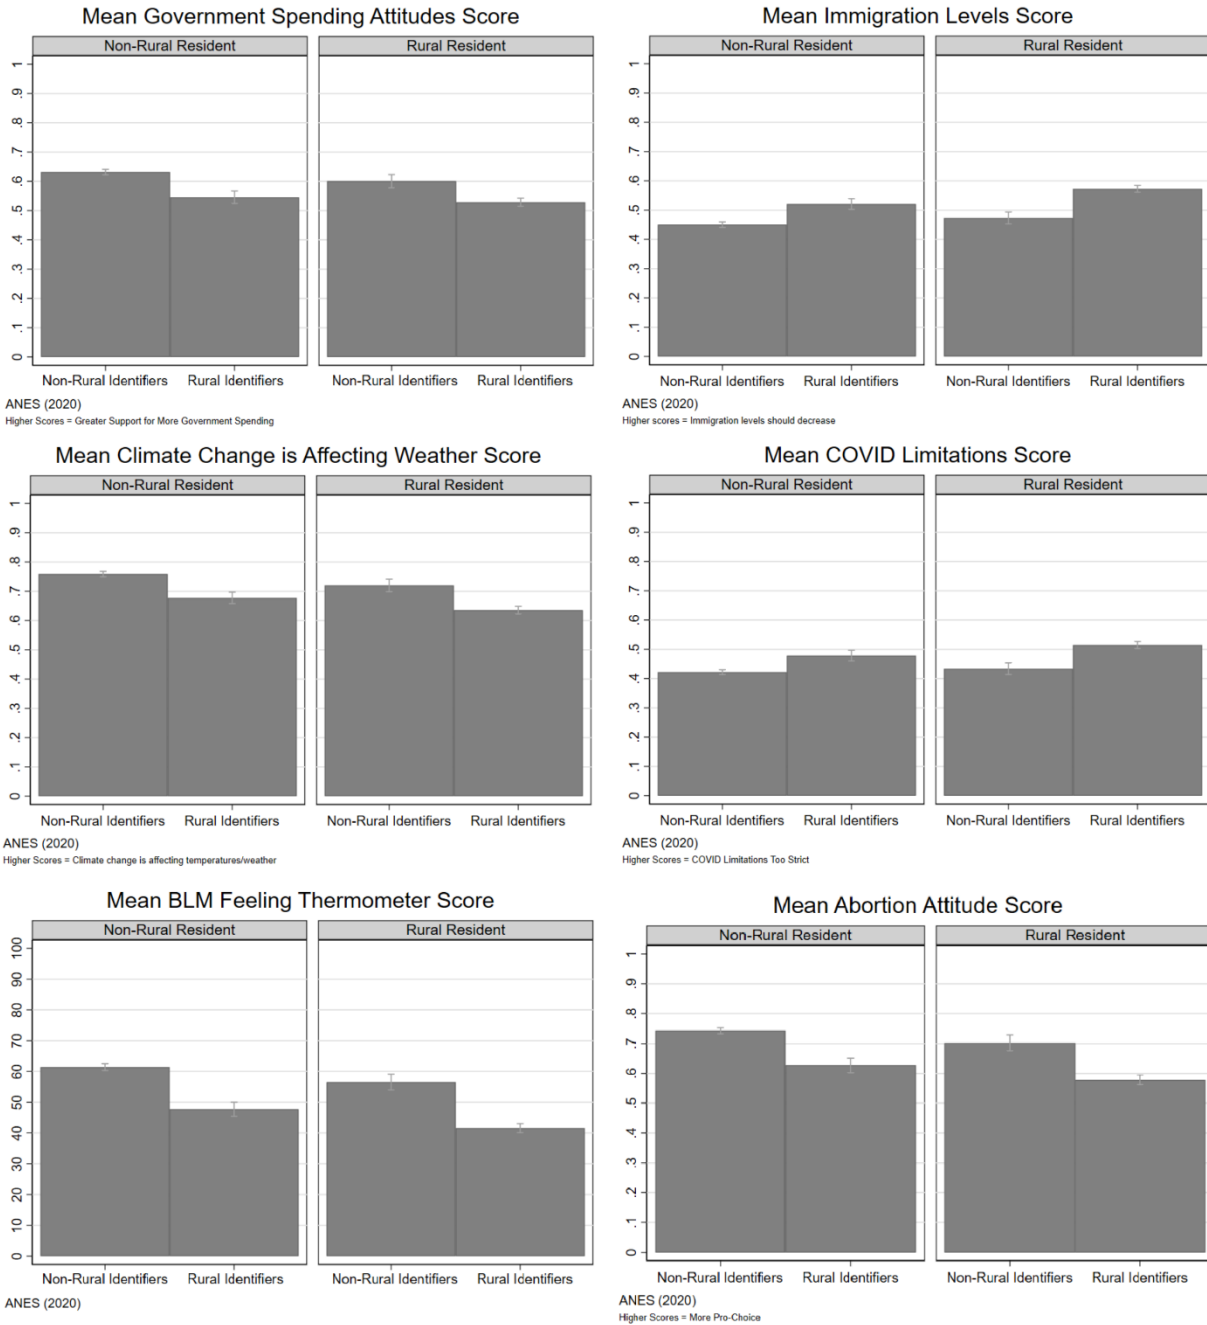 Mean Government Spending Attitudes Score
Non-Rural Resident
Rural Resident
1
.9
.8
.7
.6
.5
.4
.3
.2
.1
0
Non-Rural Identifiers
Rural Identifiers
Non-Rural Identifiers
Rural Identifiers
ANES (2020)
Higher Scores = Greater Support for More Government Spending
Mean Immigration Levels Score
Non-Rural Resident
Rural Resident
1
.9
.8
.7
.6
.5
.4
.3
.2
.1
0
Non-Rural Identifiers
Rural Identifiers
Non-Rural Identifiers
Rural Identifiers
ANES (2020)
Higher scores = Immigration levels should decrease
Mean Climate Change is Affecting Weather Score
Non-Rural Resident
Rural Resident
1
.9
.8
.7
.6
.5
.4
.3
.2
.1
0
Non-Rural Identifiers
Rural Identifiers
Non-Rural Identifiers
Rural Identifiers
ANES (2020)
Higher Scores = Climate change is affecting temperatures/weather
Mean COVID Limitations Score
Non-Rural Resident
Rural Resident
1
.9
.8
.7
.6
.5
.4
.3
.2
.1
0
Non-Rural Identifiers
Rural Identifiers
Non-Rural Identifiers
Rural Identifiers
ANES (2020)
Higher Scores = COVID Limitations Too Strict
Mean BLM Feeling Thermometer Score
Non-Rural Resident
Rural Resident
100
90
80
70
60
50
40
30
20
10
0
Non-Rural Identifiers
Rural Identifiers
Non-Rural Identifiers
Rural Identifiers
ANES (2020)
Mean Abortion Attitude Score
Non-Rural Resident
Rural Resident
1
.9
.8
.7
.6
.5
.4
.3
.2
.1
0
Non-Rural Identifiers
Rural Identifiers
Non-Rural Identifiers
Rural Identifiers
ANES (2020)
Higher Scores = More Pro-Choice